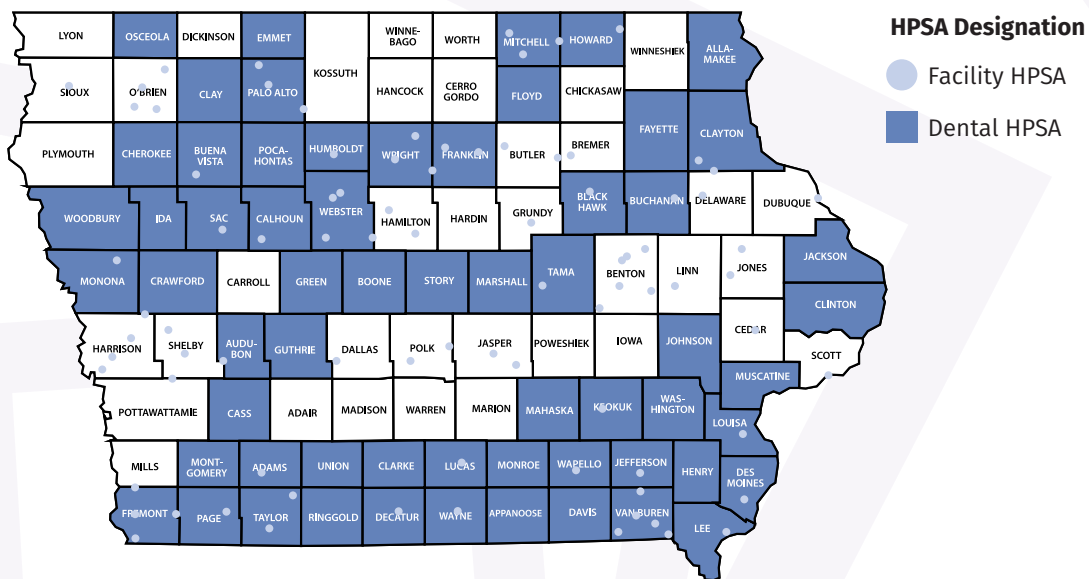 HPSA Designation
Facility HPSA
Dental HPSA
LYON
OSCEOLA
DICKINSON
EMMET
KOSSUTH
WINNE-
BAGO
WORTH
MITCHELL
HOWARD
WINNESHIEK
ALLA-
MAKEE
SIOUX
O'BRIEN
CLAY
PALO ALTO
HANCOCK
CERRO
GORDO
FLOYD
CHICKASAW
PLYMOUTH
CHEROKEE
BUENA
VISTA
POCA-
HONTAS
HUMBOLDT
WRIGHT
FRANKLIN
BUTLER
BREMER
FAYETTE
CLAYTON
WOODBURY
IDA
SAC
CALHOUN
WEBSTER
HAMILTON
HARDIN
GRUNDY
BLACK
HAWK
BUCHANAN
DELAWARE
DUBUQUE
MONONA
CRAWFORD
CARROLL
GREEN
BOONE
STORY
MARSHALL
TAMA
BENTON
LINN
JONES
JACKSON
CLINTON
HARRISON
SHELBY
AUDU-
BON
GUTHRIE
DALLAS
POLK
JASPER
POWESHIEK
IOWA
JOHNSON
CEDAR
SCOTT
MUSCATINE
POTTAWATTAMIE
CASS
ADAIR
MADISON
WARREN
MARION
MAHASKA
KEOKUK
WAS-
HINGTON
LOUISA
MILLS
MONT-
GOMERY
ADAMS
UNION
CLARKE
LUCAS
MONROE
WAPELLO
JEFFERSON
HENRY
DES
MOINES
FREMONT
PAGE
TAYLOR
RINGGOLD
DECATUR
WAYNE
APPANOOSE
DAVIS
VAN BUREN
LEE